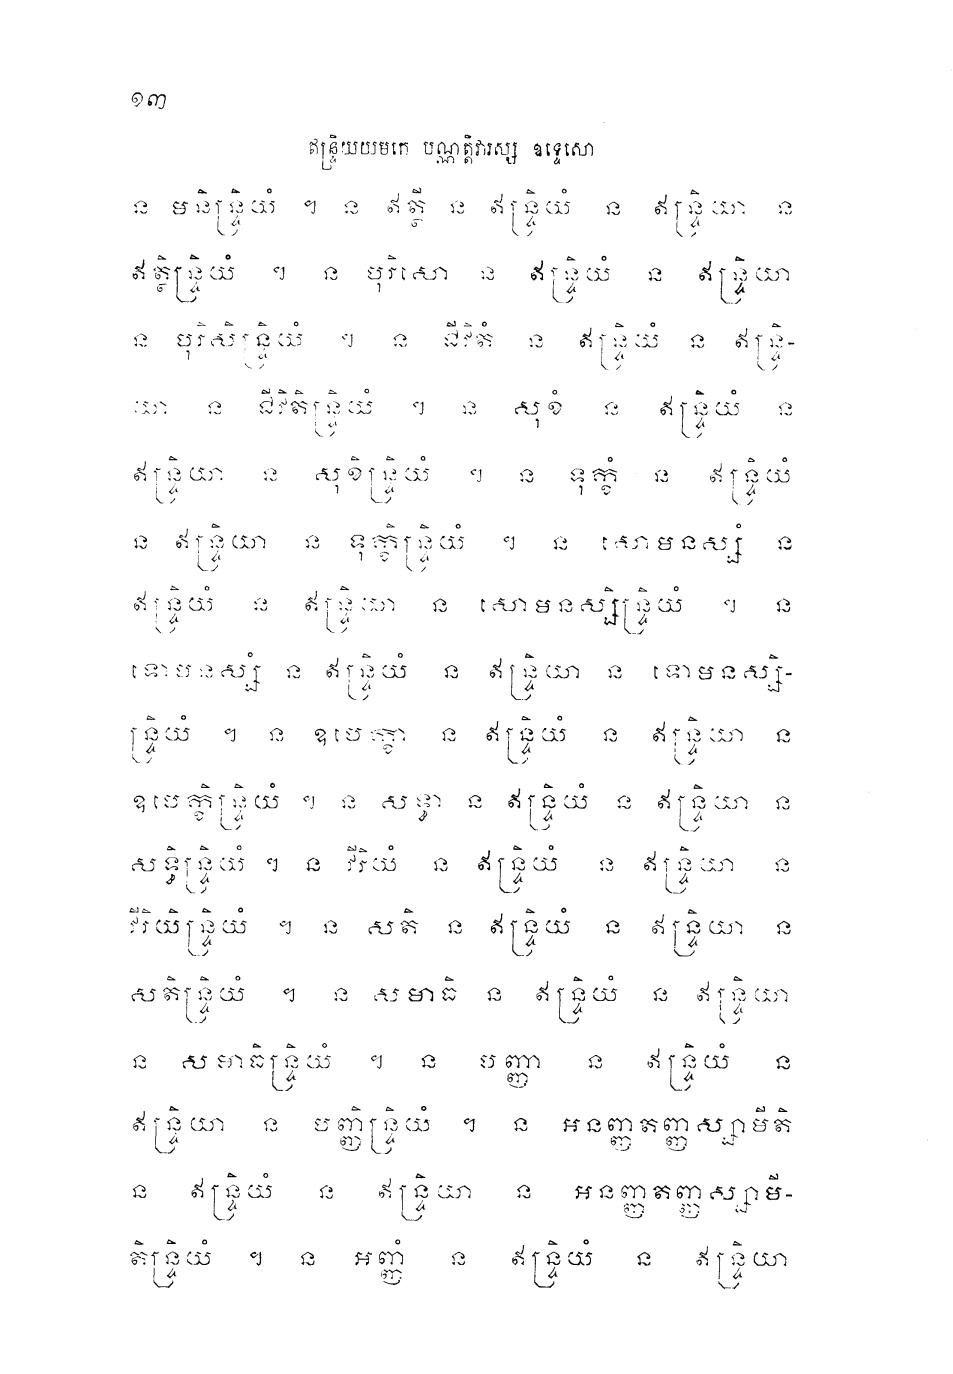 ១៣
ឥន្ទ្រិយយមកេ បណ្ណត្តិវារស្ស ឧទ្ទេសោ
ន មនិន្ទ្រិយំ ។ ន ឥត្ថី ន ឥន្ទ្រិយំ ន ឥន្ទ្រិយា ន
ឥត្ថិន្ទ្រិយំ ។ ន បុរិសោ ន ឥន្ទ្រិយំ ន ឥន្ទ្រិយា
ន បុរិសិន្ទ្រិយំ ។ ន ជីវិតំ ន ឥន្ទ្រិយំ ន ឥន្ទ្រិ-
យា ន ជីវិតិន្ទ្រិយំ ។ ន សុខំ ន ឥន្ទ្រិយំ ន
ឥន្ទ្រិយា ន សុខិន្ទ្រិយំ ។ ន ទុក្ខំ ន ឥន្ទ្រិយំ
ន ឥន្ទ្រិយា ន ទុក្ខិន្ទ្រិយំ ។ ន សោមនស្សំ ន
ឥន្ទ្រិយំ ន ឥន្ទ្រិយា ន សោមនស្សិន្ទ្រិយំ ។ ន
ទោមនស្សំ ន ឥន្ទ្រិយំ ន ឥន្ទ្រិយា ន ទោមនស្សិ-
ន្ទ្រិយំ ។ ន ឧបេក្ខា ន ឥន្ទ្រិយំ ន ឥន្ទ្រិយា ន
ឧបេក្ខិន្ទ្រិយំ ។ ន សទ្ធា ន ឥន្ទ្រិយំ ន ឥន្ទ្រិយា ន
សទ្ធិន្ទ្រិយំ ។ ន វីរិយំ ន ឥន្ទ្រិយំ ន ឥន្ទ្រិយា ន
វីរិយិន្ទ្រិយំ ។ ន សតិ ន ឥន្ទ្រិយំ ន ឥន្ទ្រិយា ន
សតិន្ទ្រិយំ ។ ន សមាធិ ន ឥន្ទ្រិយំ ន ឥន្ទ្រិយា
ន សមាធិន្ទ្រិយំ ។ ន បញ្ញា ន ឥន្ទ្រិយំ ន
ឥន្ទ្រិយា ន បញ្ញិន្ទ្រិយំ ។ ន អនញ្ញតញ្ញស្សាមីតិ
ន ឥន្ទ្រិយំ ន ឥន្ទ្រិយា ន អនញ្ញតញ្ញស្សាមី-
តិន្ទ្រិយំ ។ ន អញ្ញំ ន ឥន្ទ្រិយំ ន ឥន្ទ្រិយា